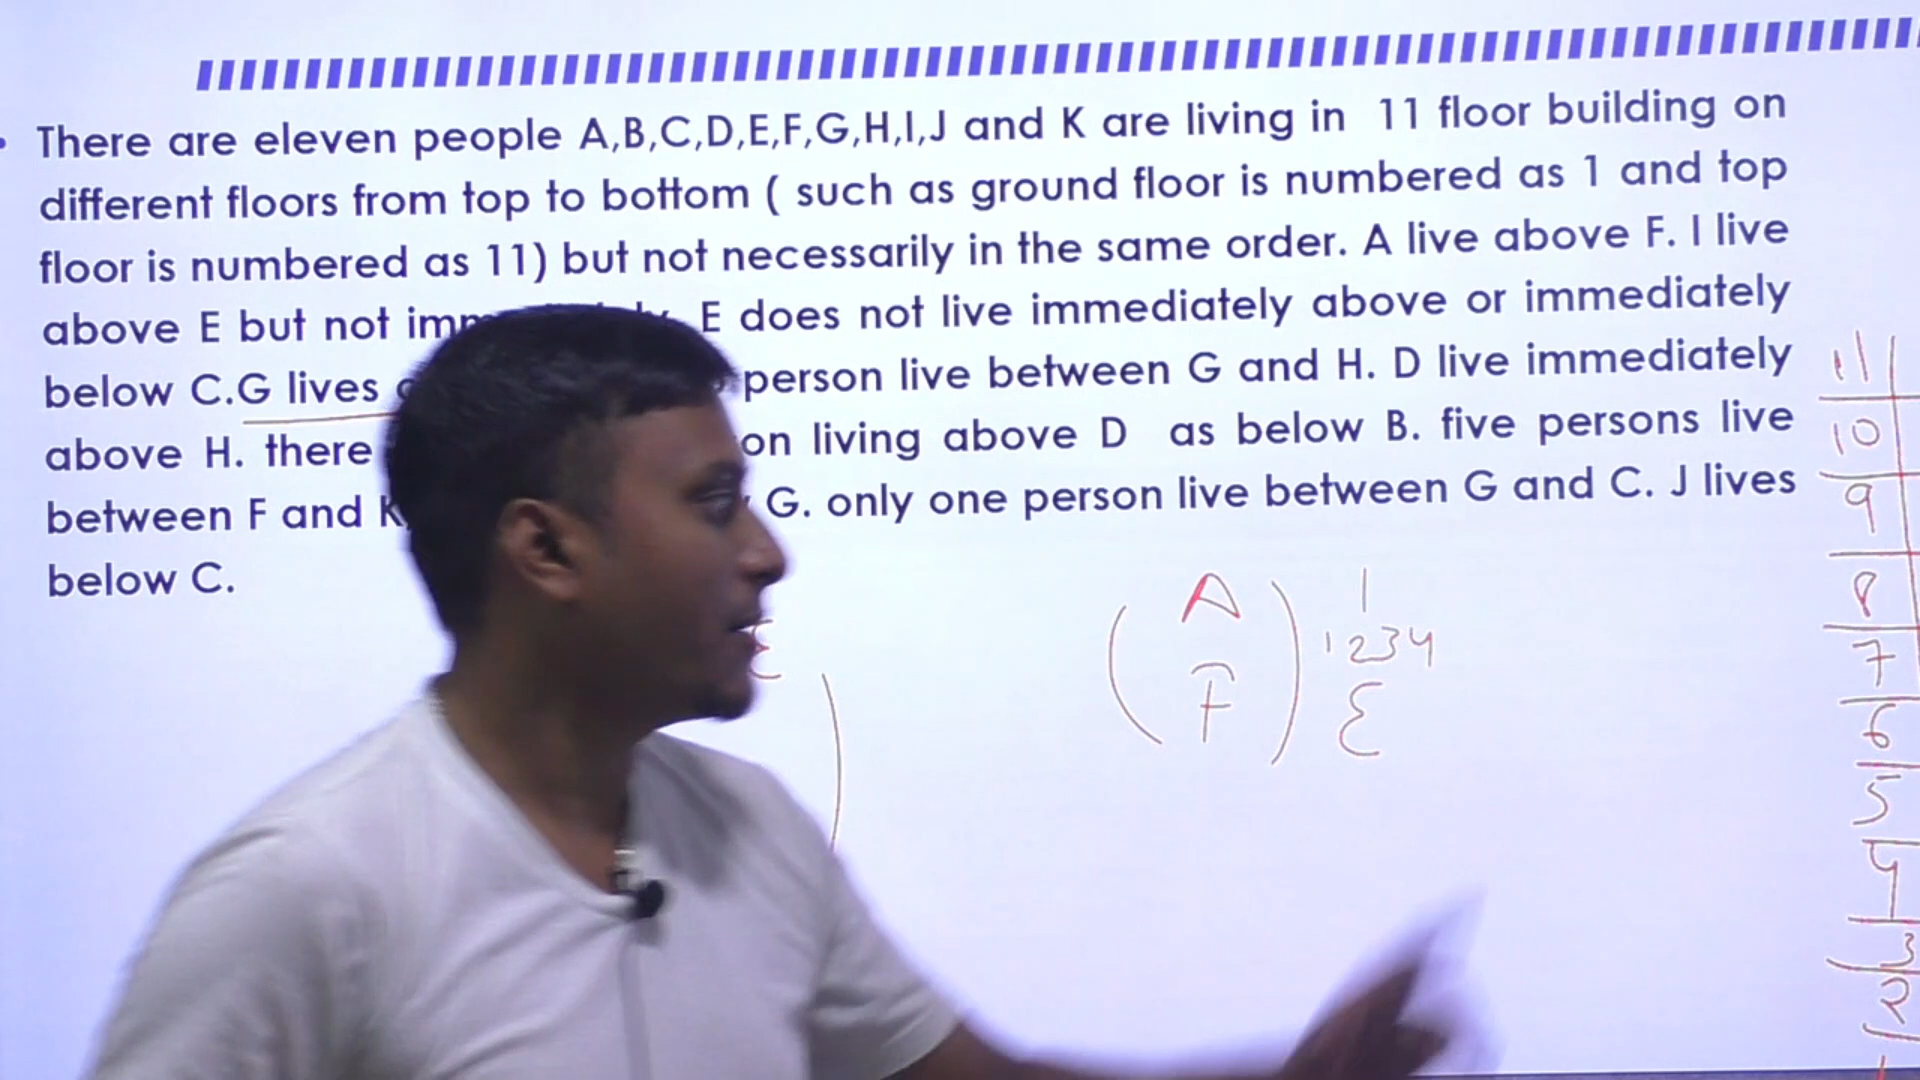 There are eleven people A,B,C,D,E,F,G,H,I,J and K are living in 11 floor building on
different floors from top to bottom ( such as ground floor is numbered as 1 and top
floor is numbered as 11) but not necessarily in the same order. A live above F. I live
above E but not E does not live immediately above or immediately
below C.G lives person live between G and H. D live immediately
above H. there living above D as below B. five persons live
between F and K G. only one person live between G and C. J lives
below C.
A
F
1
1234
E
11
10
9
8
7
6
5
4
3
2